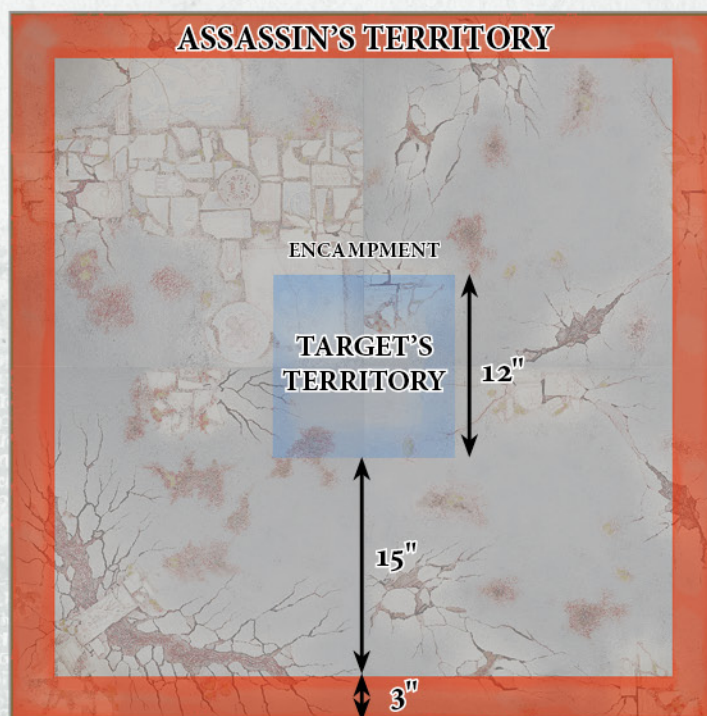 ASSASSIN'S TERRITORY
ENCAMPMENT
TARGET'S
TERRITORY
12"
15"
3"